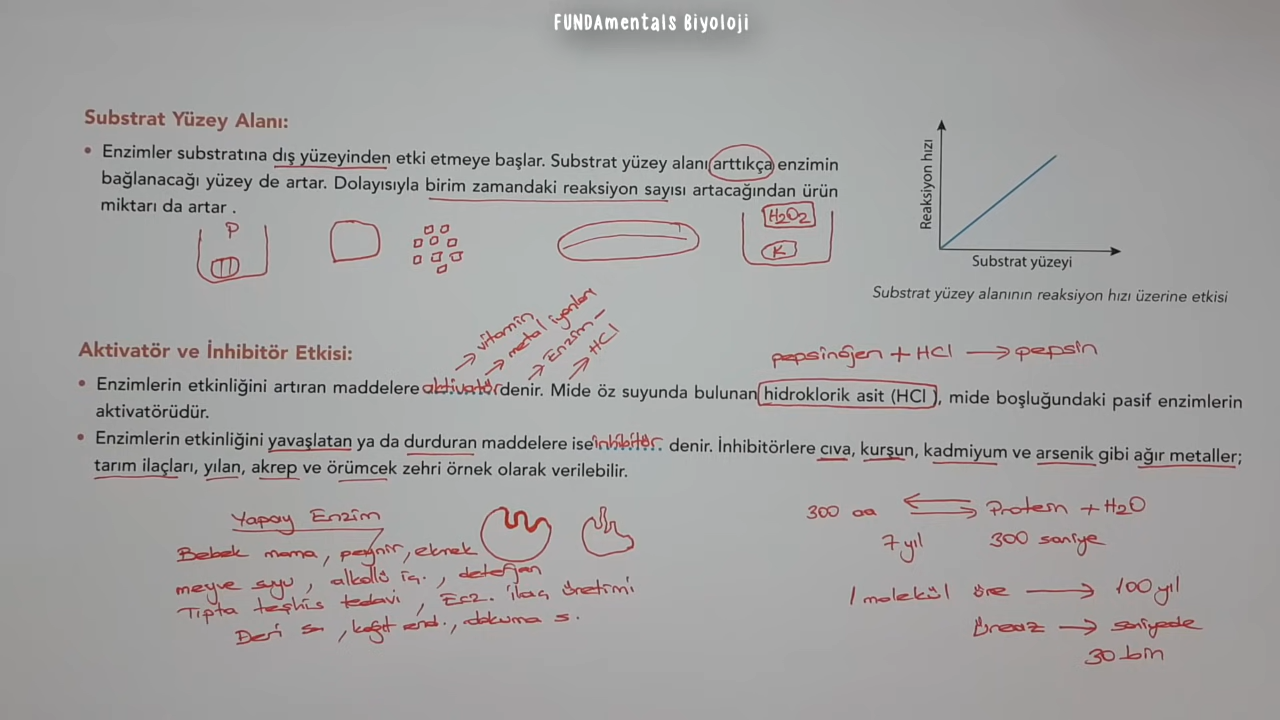 FUNDAmentals Biyoloji
Substrat Yüzey Alanı:
• Enzimler substratına dış yüzeyinden etki etmeye başlar. Substrat yüzey alanı arttıkça enzimin
bağlanacağı yüzey de artar. Dolayısıyla birim zamandaki reaksiyon sayısı artacağından ürün
miktarı da artar .
P
H2O2
K
Reaksiyon hızı
Substrat yüzeyi
Substrat yüzey alanının reaksiyon hızı üzerine etkisi
vitamin
metal iyonları
Enzim
HCl
pepsinojen + HCl → pepsin
Aktivatör ve İnhibitör Etkisi:
• Enzimlerin etkinliğini artıran maddelere aktivatör denir. Mide öz suyunda bulunan hidroklorik asit (HCl ), mide boşluğundaki pasif enzimlerin
aktivatörüdür.
• Enzimlerin etkinliğini yavaşlatan ya da durduran maddelere ise inhibitör denir. İnhibitörlere cıva, kurşun, kadmiyum ve arsenik gibi ağır metaller;
tarım ilaçları, yılan, akrep ve örümcek zehri örnek olarak verilebilir.
Yapay Enzim
Bebek mama, peynir, ekmek
meyve suyu, alkollü iç., deterjan
Tıpta teşhis tedavi, Ecz. ilaç üretimi
Deri sn, kağıt end., dokuma s.
300 aa ⇌ Protein + H2O
7 yıl 300 saniye
1 molekül üre → 100 yıl
Üreaz → saniyede
30 bin